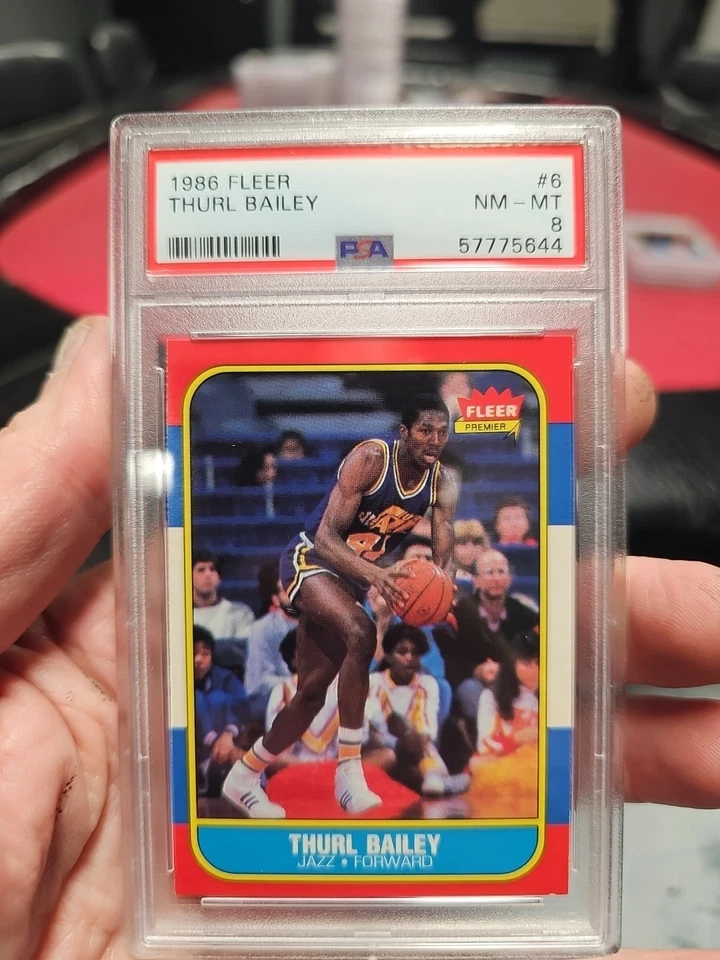 1986 FLEER #6
THURL BAILEY NM - MT
8
PSA 57775644
FLEER
PREMIER
THURL BAILEY
JAZZ • FORWARD